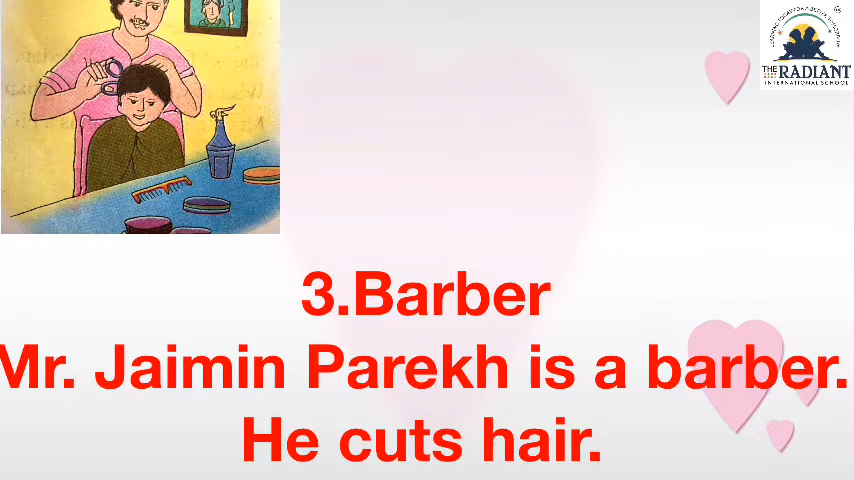 THE RADIANT
INTERNATIONAL SCHOOL
3.Barber
Mr. Jaimin Parekh is a barber.
He cuts hair.